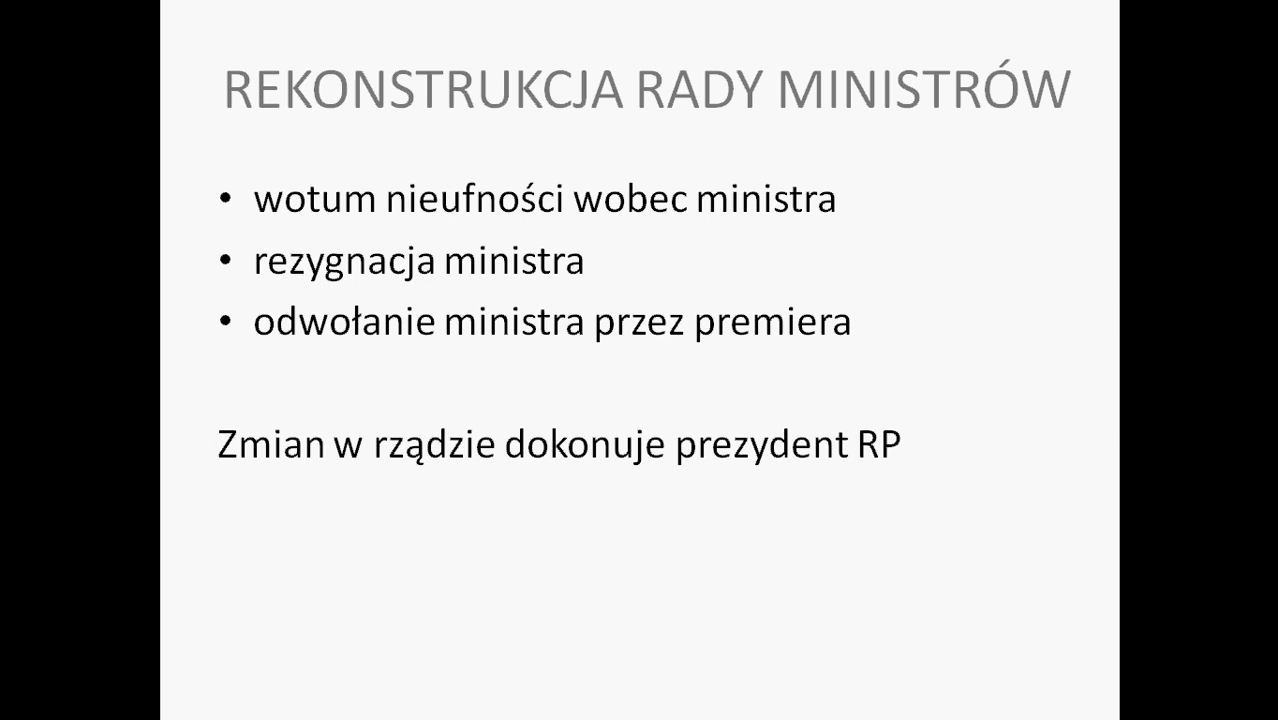 REKONSTRUKCJA RADY MINISTRÓW
• wotum nieufności wobec ministra
• rezygnacja ministra
• odwołanie ministra przez premiera
Zmian w rządzie dokonuje prezydent RP